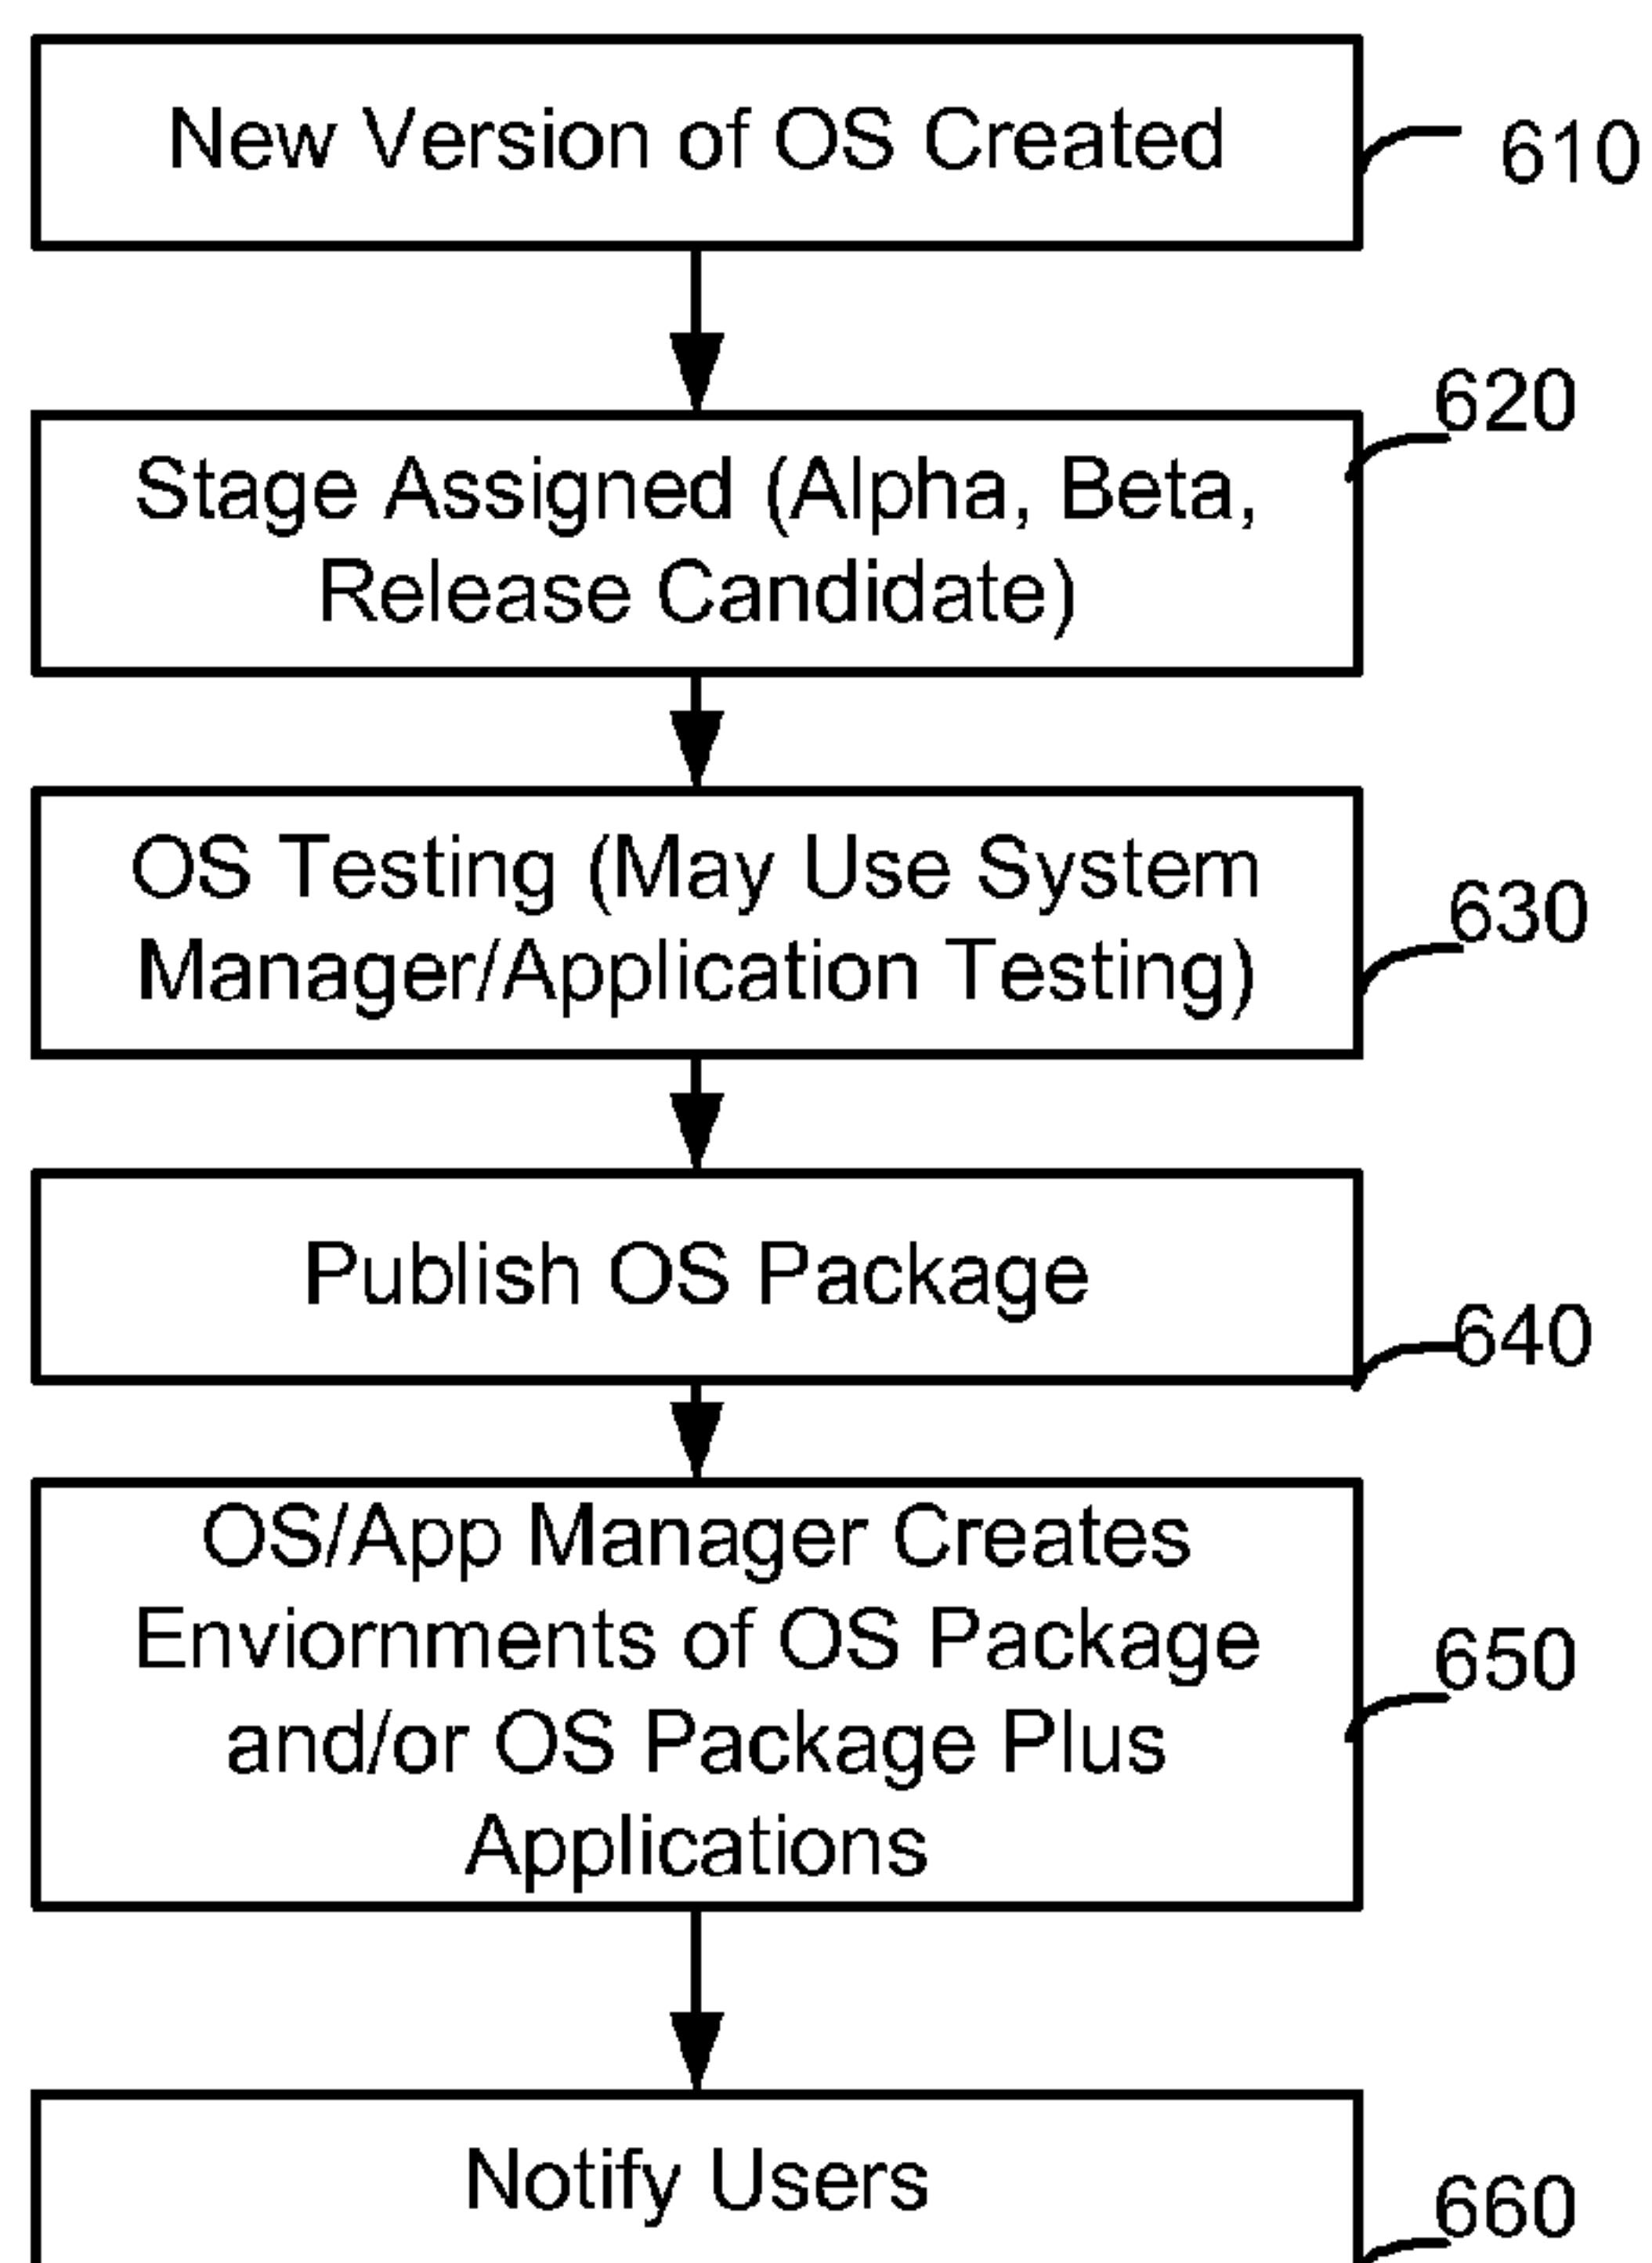 New Version of OS Created
610
620
Stage Assigned (Alpha, Beta,
Release Candidate)
OS Testing (May Use System
Manager/Application Testing)
630
Publish OS Package
640
OS/App Manager Creates
Enviornments of OS Package
and/or OS Package Plus
Applications
650
Notify Users
660